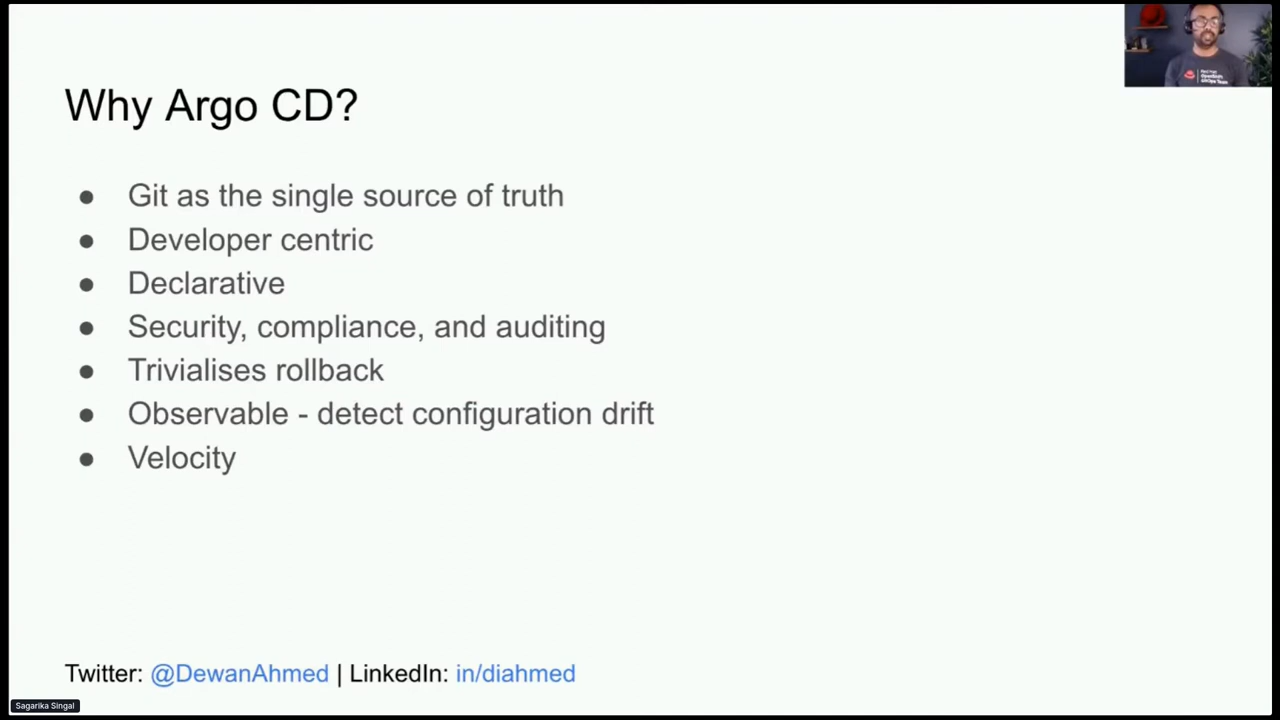 Why Argo CD?
● Git as the single source of truth
● Developer centric
● Declarative
● Security, compliance, and auditing
● Trivialises rollback
● Observable - detect configuration drift
● Velocity
Twitter: @DewanAhmed | LinkedIn: in/diahmed
Sagarika Singal